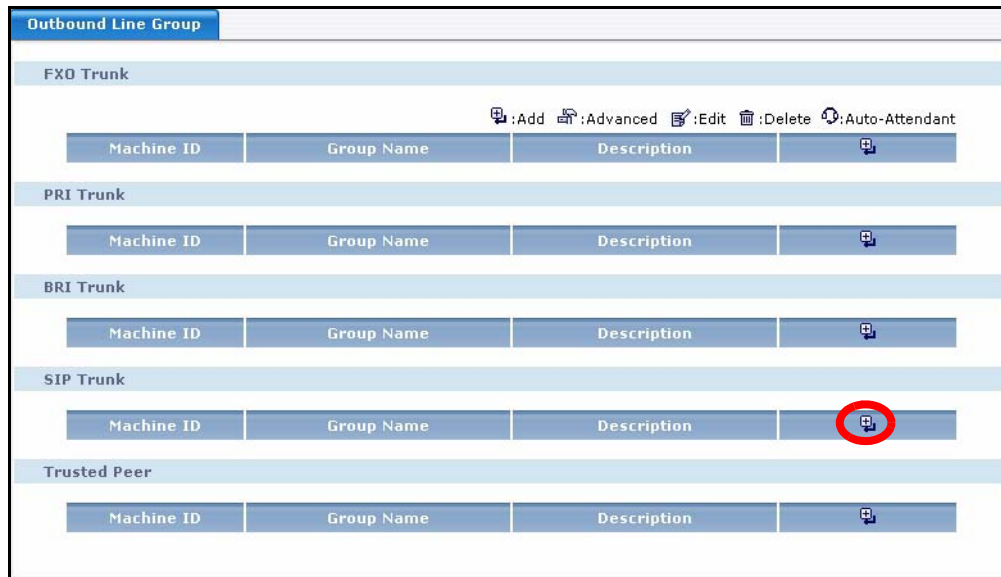 Outbound Line Group
FXO Trunk
:Add :Advanced :Edit :Delete :Auto-Attendant
Machine ID Group Name Description
PRI Trunk
Machine ID Group Name Description
BRI Trunk
Machine ID Group Name Description
SIP Trunk
Machine ID Group Name Description
Trusted Peer
Machine ID Group Name Description